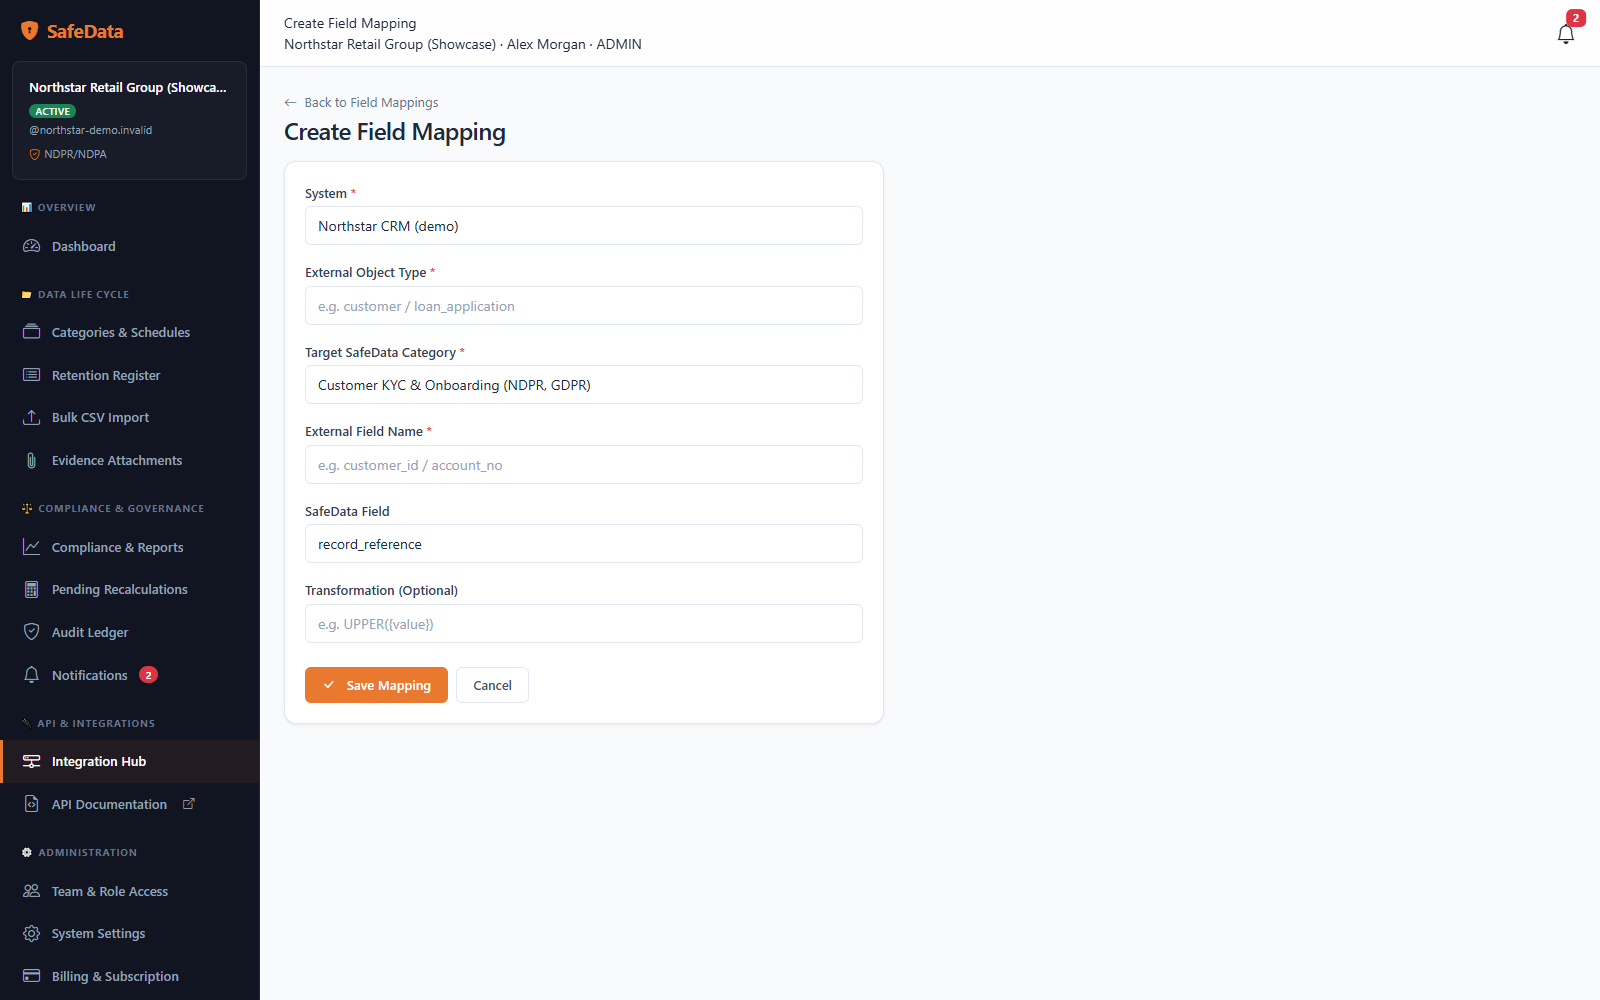 SafeData
Northstar Retail Group (Showca...
ACTIVE
@northstar-demo.invalid
NDPR/NDPA
OVERVIEW
Dashboard
DATA LIFE CYCLE
Categories & Schedules
Retention Register
Bulk CSV Import
Evidence Attachments
COMPLIANCE & GOVERNANCE
Compliance & Reports
Pending Recalculations
Audit Ledger
Notifications 2
API & INTEGRATIONS
Integration Hub
API Documentation
ADMINISTRATION
Team & Role Access
System Settings
Billing & Subscription
Create Field Mapping
Northstar Retail Group (Showcase) · Alex Morgan · ADMIN
2
← Back to Field Mappings
Create Field Mapping
System *
Northstar CRM (demo)
External Object Type *
e.g. customer / loan_application
Target SafeData Category *
Customer KYC & Onboarding (NDPR, GDPR)
External Field Name *
e.g. customer_id / account_no
SafeData Field
record_reference
Transformation (Optional)
e.g. UPPER({value})
Save Mapping
Cancel